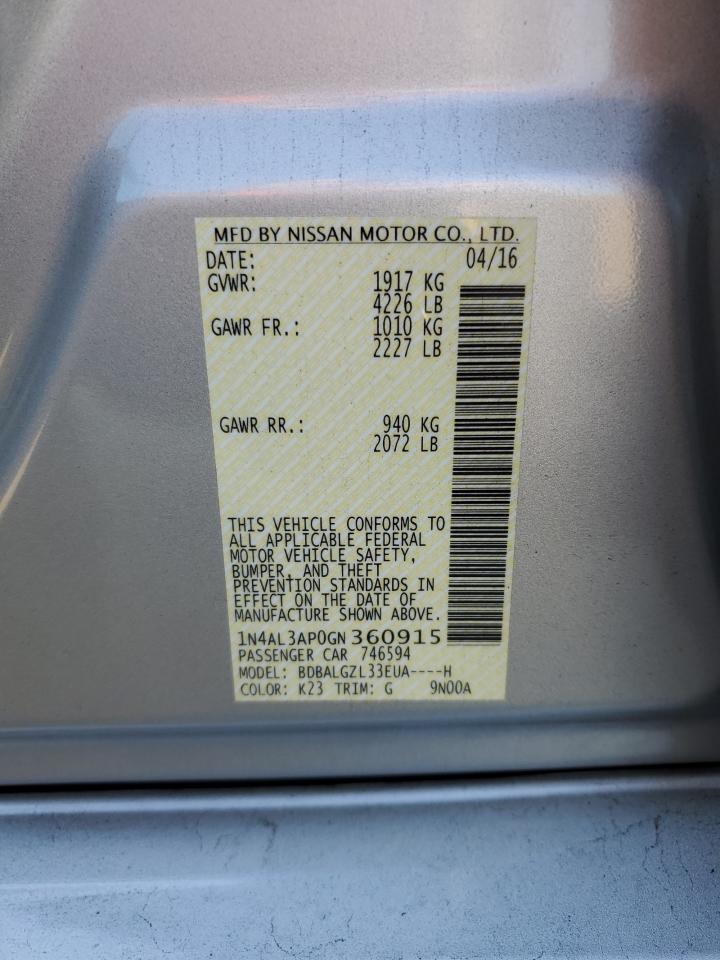 MFD BY NISSAN MOTOR CO., LTD.
DATE: 04/16
GVWR: 1917 KG
4226 LB
GAWR FR.: 1010 KG
2227 LB
GAWR RR.: 940 KG
2072 LB
THIS VEHICLE CONFORMS TO
ALL APPLICABLE FEDERAL
MOTOR VEHICLE SAFETY,
BUMPER, AND THEFT
PREVENTION STANDARDS IN
EFFECT ON THE DATE OF
MANUFACTURE SHOWN ABOVE.
1N4AL3AP0GN360915
PASSENGER CAR 746594
MODEL: BDBALGZL33EUA----H
COLOR: K23 TRIM: G 9N00A